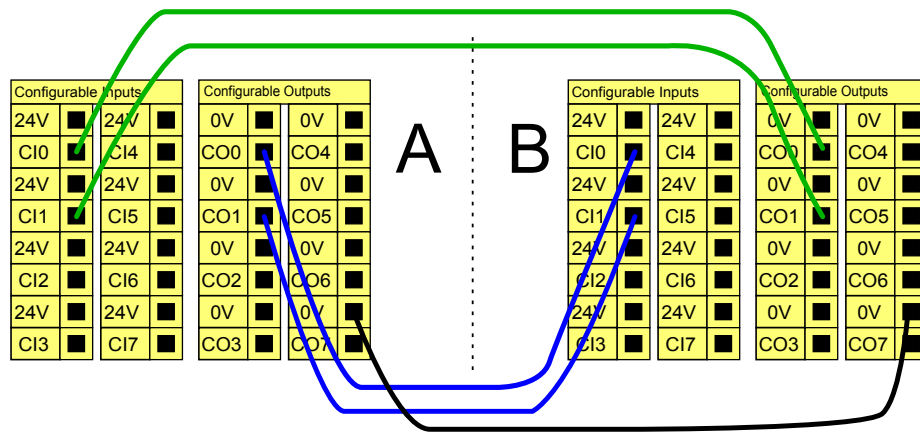 Configurable Inputs Configurable Outputs Configurable Inputs Configurable Outputs
24V 24V 0V 0V A B 24V 24V 0V 0V
CI0 CI4 CO0 CO4 CI0 CI4 CO0 CO4
24V 24V 0V 0V 24V 24V 0V 0V
CI1 CI5 CO1 CO5 CI1 CI5 CO1 CO5
24V 24V 0V 0V 24V 24V 0V 0V
CI2 CI6 CO2 CO6 CI2 CI6 CO2 CO6
24V 24V 0V 0V 24V 24V 0V 0V
CI3 CI7 CO3 CO7 CI3 CI7 CO3 CO7